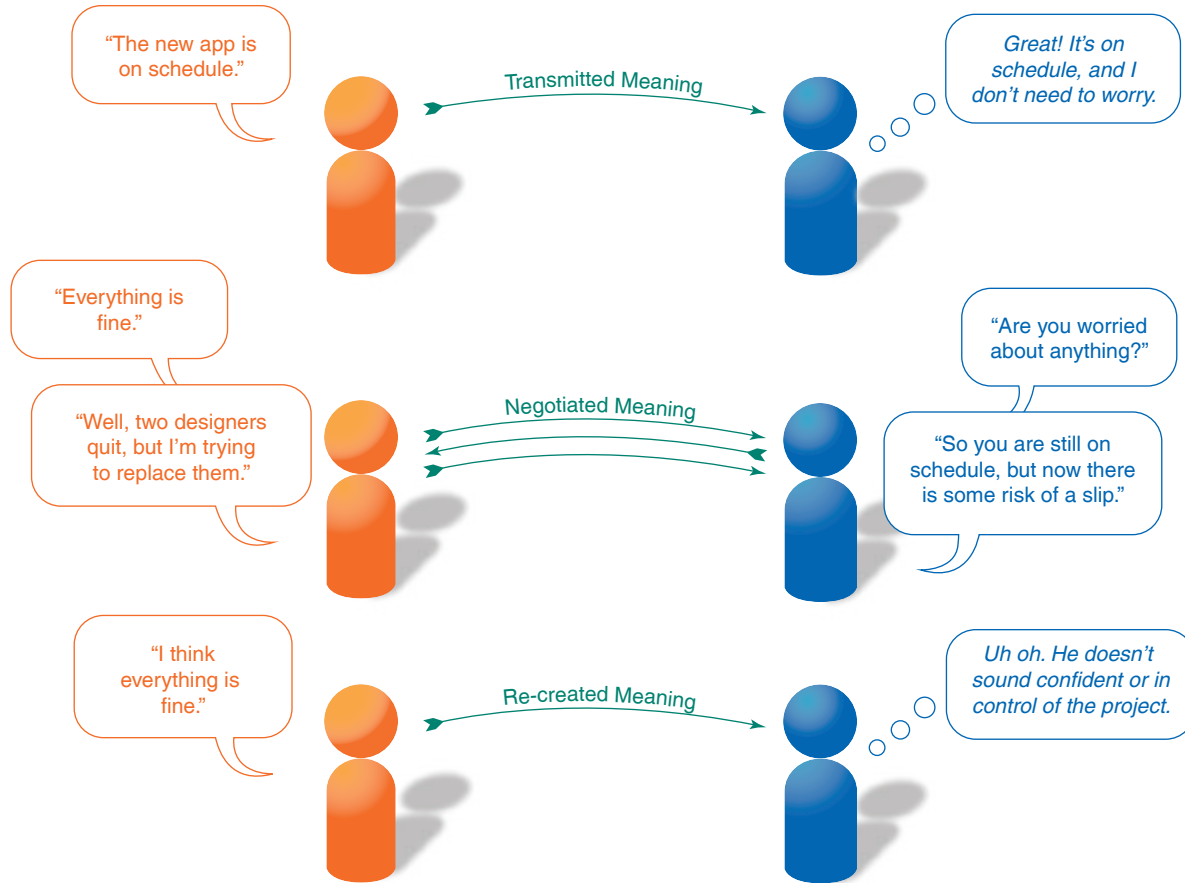 “The new app is
on schedule.”
Transmitted Meaning
Great! It’s on
schedule, and I
don’t need to worry.
“Everything is
fine.”
“Well, two designers
quit, but I’m trying
to replace them.”
Negotiated Meaning
“Are you worried
about anything?”
“So you are still on
schedule, but now there
is some risk of a slip.”
“I think
everything is
fine.”
Re-created Meaning
Uh oh. He doesn’t
sound confident or in
control of the project.